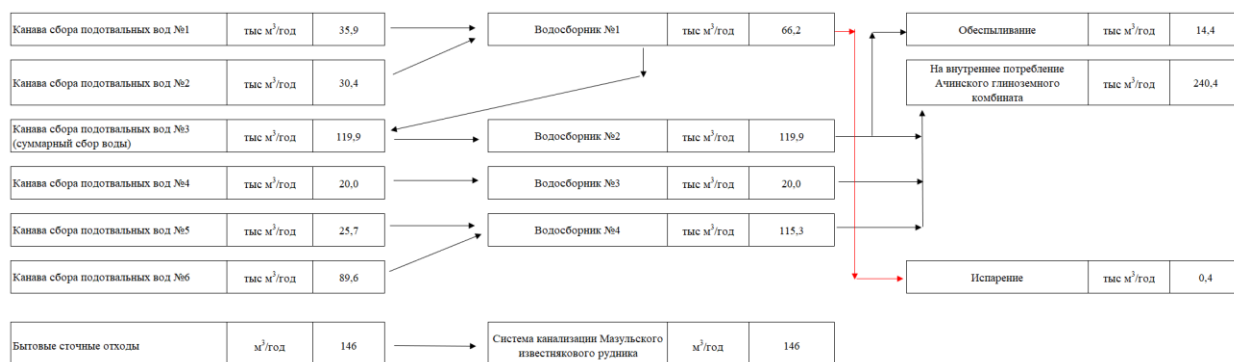 Канава сбора подотвальных вод №1 тыс м³/год 35,9 Водосборник №1 тыс м³/год 66,2 Обеспыливание тыс м³/год 14,4
Канава сбора подотвальных вод №2 тыс м³/год 30,4 На внутреннее потребление
Ачинского глиноземного
комбината тыс м³/год 240,4
Канава сбора подотвальных вод №3
(суммарный сбор воды) тыс м³/год 119,9 Водосборник №2 тыс м³/год 119,9
Канава сбора подотвальных вод №4 тыс м³/год 20,0 Водосборник №3 тыс м³/год 20,0
Канава сбора подотвальных вод №5 тыс м³/год 25,7 Водосборник №4 тыс м³/год 115,3
Канава сбора подотвальных вод №6 тыс м³/год 89,6 Испарение тыс м³/год 0,4
Бытовые сточные отходы м³/год 146 Система канализации Мазульского
известнякового рудника м³/год 146